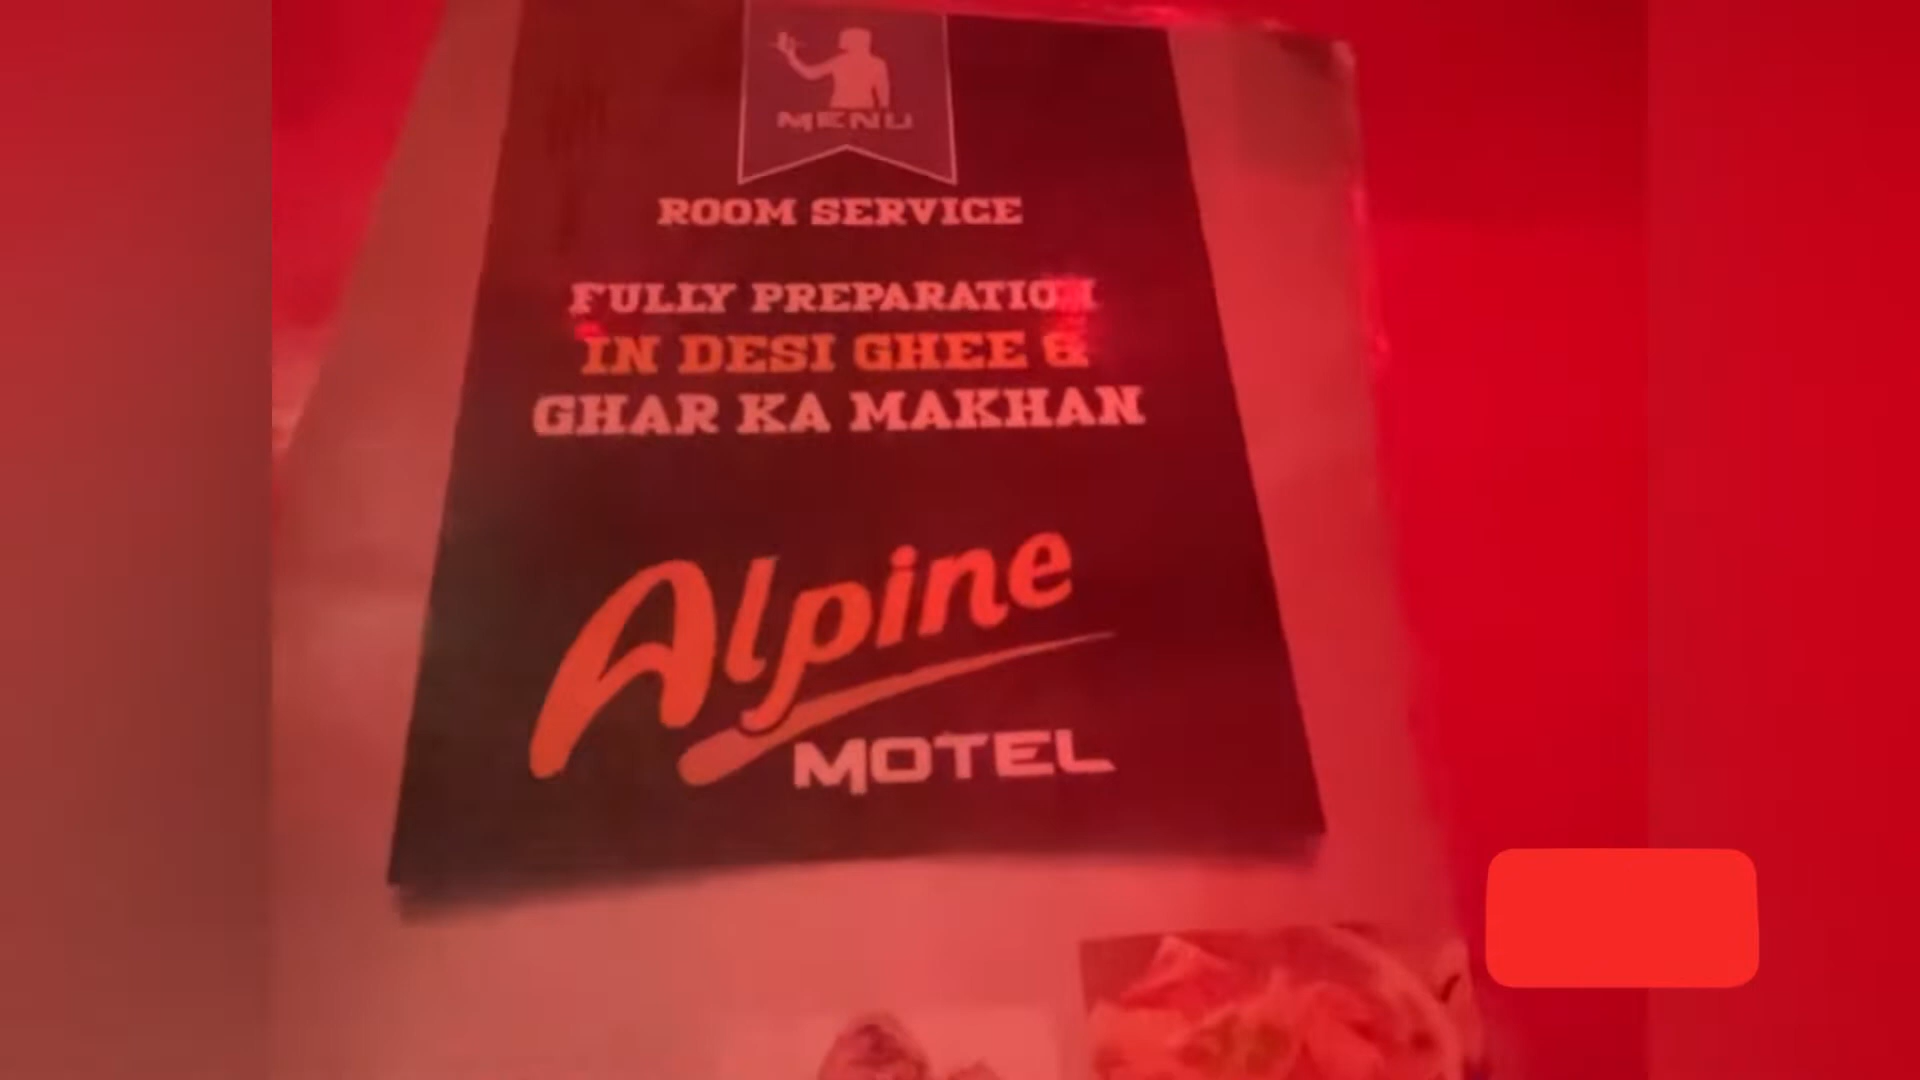 MENU
ROOM SERVICE
FULLY PREPARATION
IN DESI GHEE &
GHAR KA MAKHAN
Alpine
MOTEL